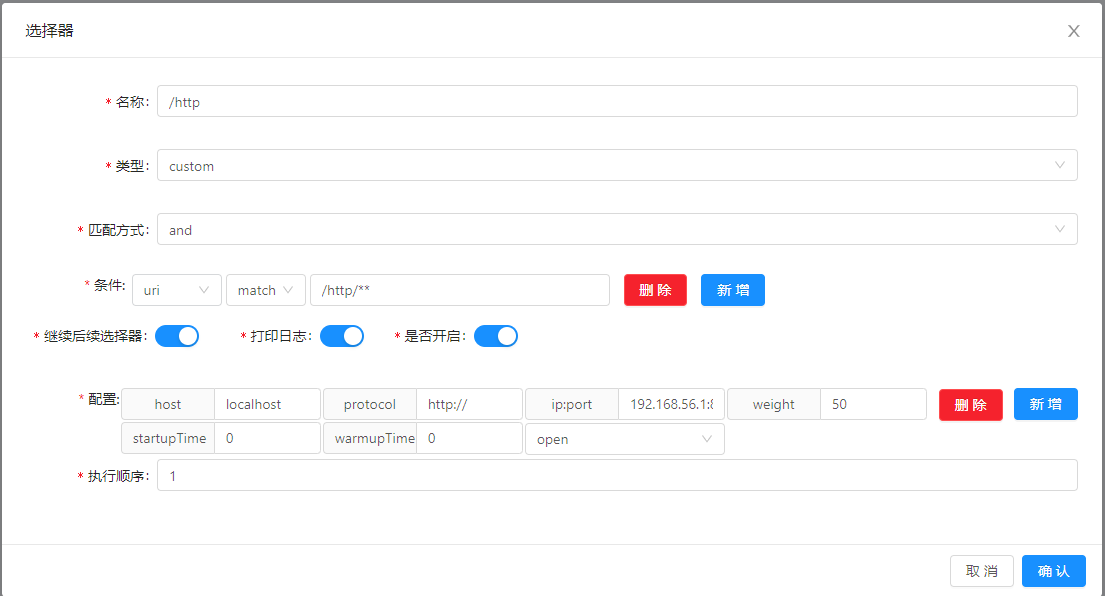 选择器
* 名称: /http
* 类型: custom
* 匹配方式: and
* 条件: uri match /http/** 删 除 新 增
* 继续后续选择器: * 打印日志: * 是否开启:
* 配置: host localhost protocol http:// ip:port 192.168.56.1: weight 50 删 除 新 增
startupTime 0 warmupTime 0 open
* 执行顺序: 1
取 消 确 认